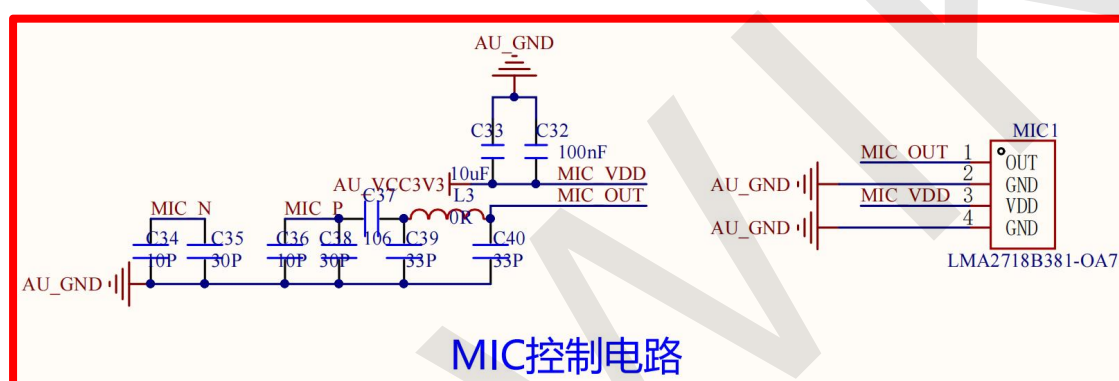 AU_GND
C33
C32
100nF
10uF
AU_VCC3V3
MIC_VDD
MIC_OUT
C37
L3
0R
MIC_N
MIC_P
C34
C35
C36
C38
106
C39
C40
10P
30P
10P
30P
33P
33P
AU_GND
MIC1
MIC_OUT
1
OUT
AU_GND
2
GND
MIC_VDD
3
VDD
AU_GND
4
GND
LMA2718B381-OA7
MIC控制电路